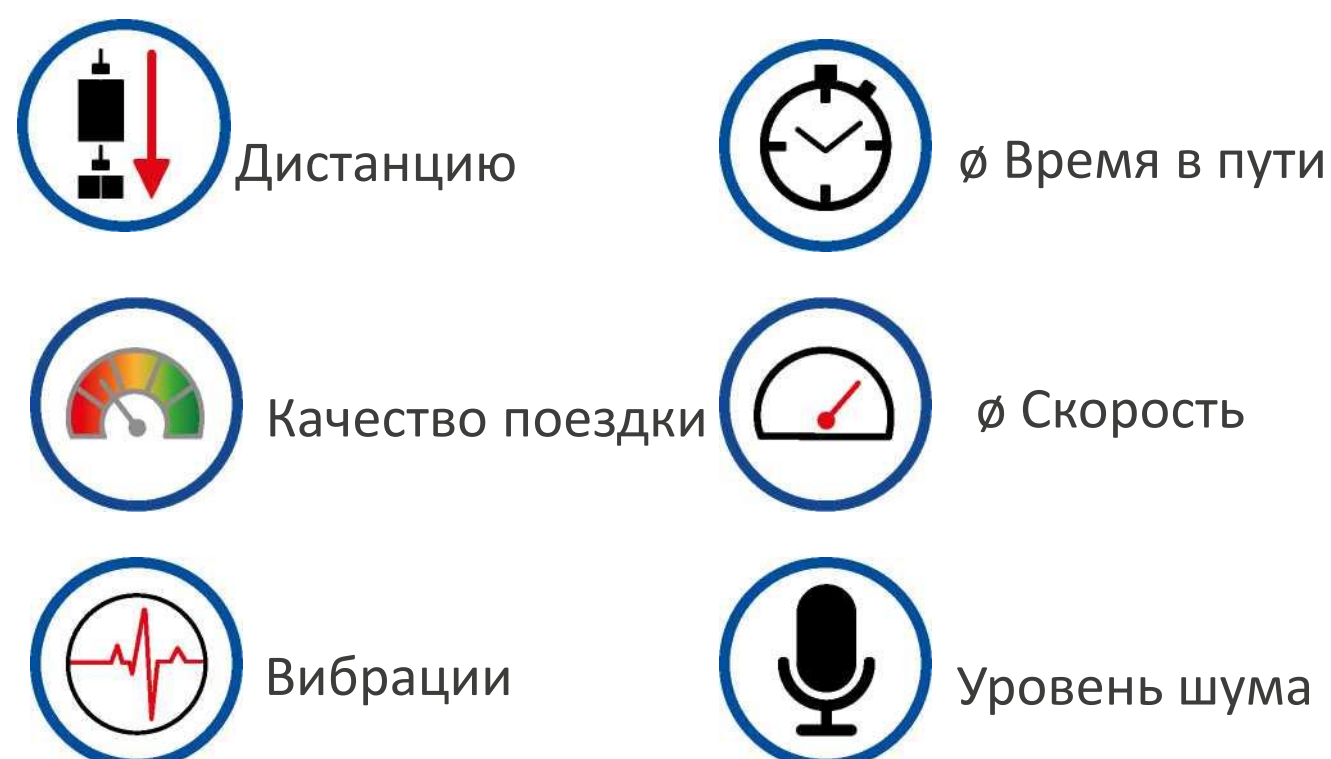 Дистанцию
ø Время в пути
Качество поездки
ø Скорость
Вибрации
Уровень шума